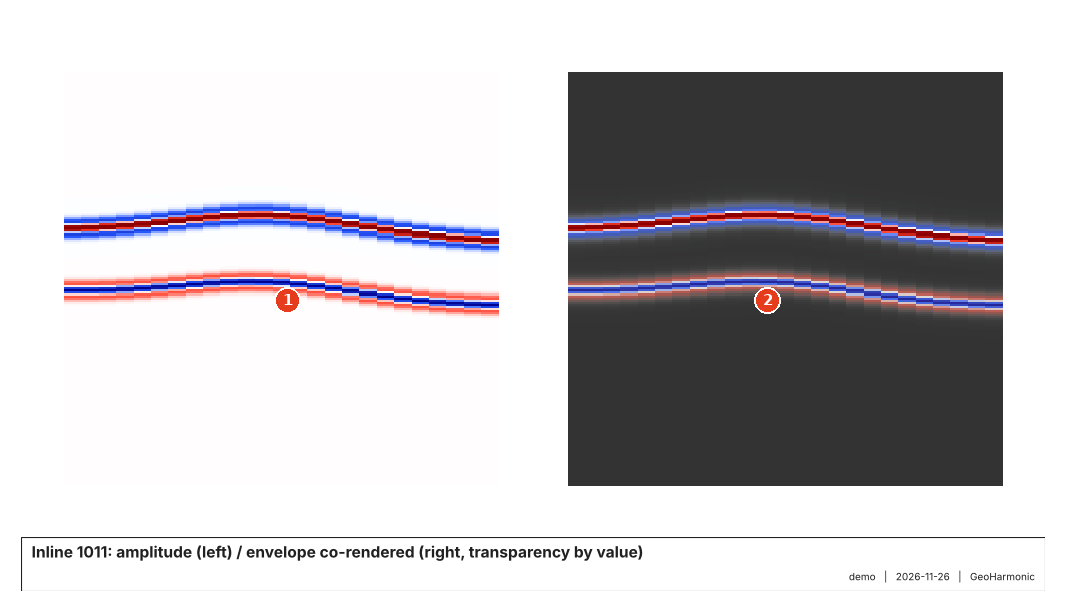 1
2
Inline 1011: amplitude (left) / envelope co-rendered (right, transparency by value)
demo | 2026-11-26 | GeoHarmonic